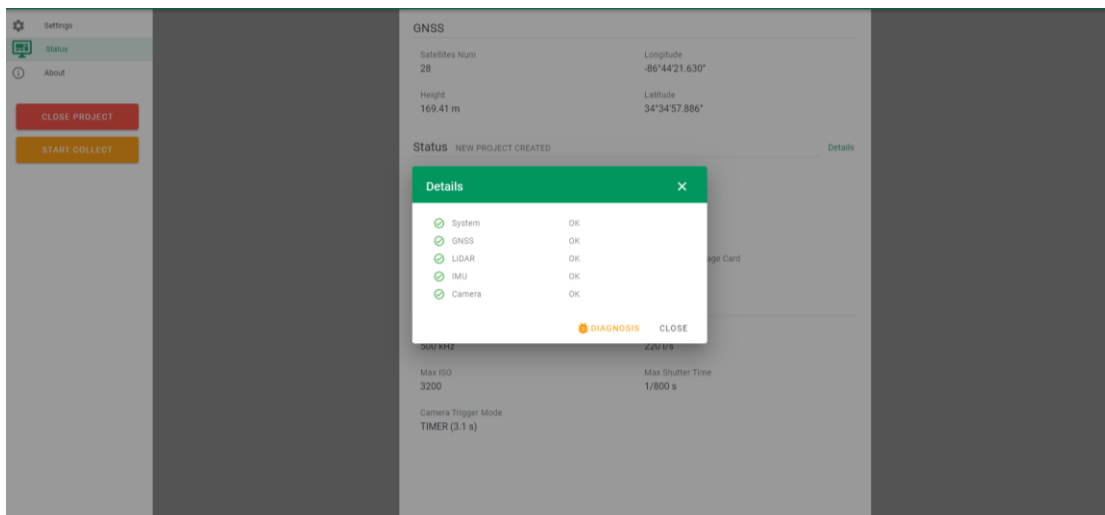 Settings
Status
About
CLOSE PROJECT
START COLLECT
GNSS
Satellites Num
28
Longitude
-86°44'21.630"
Height
169.41 m
Latitude
34°34'57.886"
Status NEW PROJECT CREATED
Details
Details
System OK
GNSS OK
LiDAR OK
IMU OK
Camera OK
DIAGNOSIS
CLOSE
age Card
500 kHz
Max ISO
3200
Max Shutter Time
1/800 s
Camera Trigger Mode
TIMER (3.1 s)